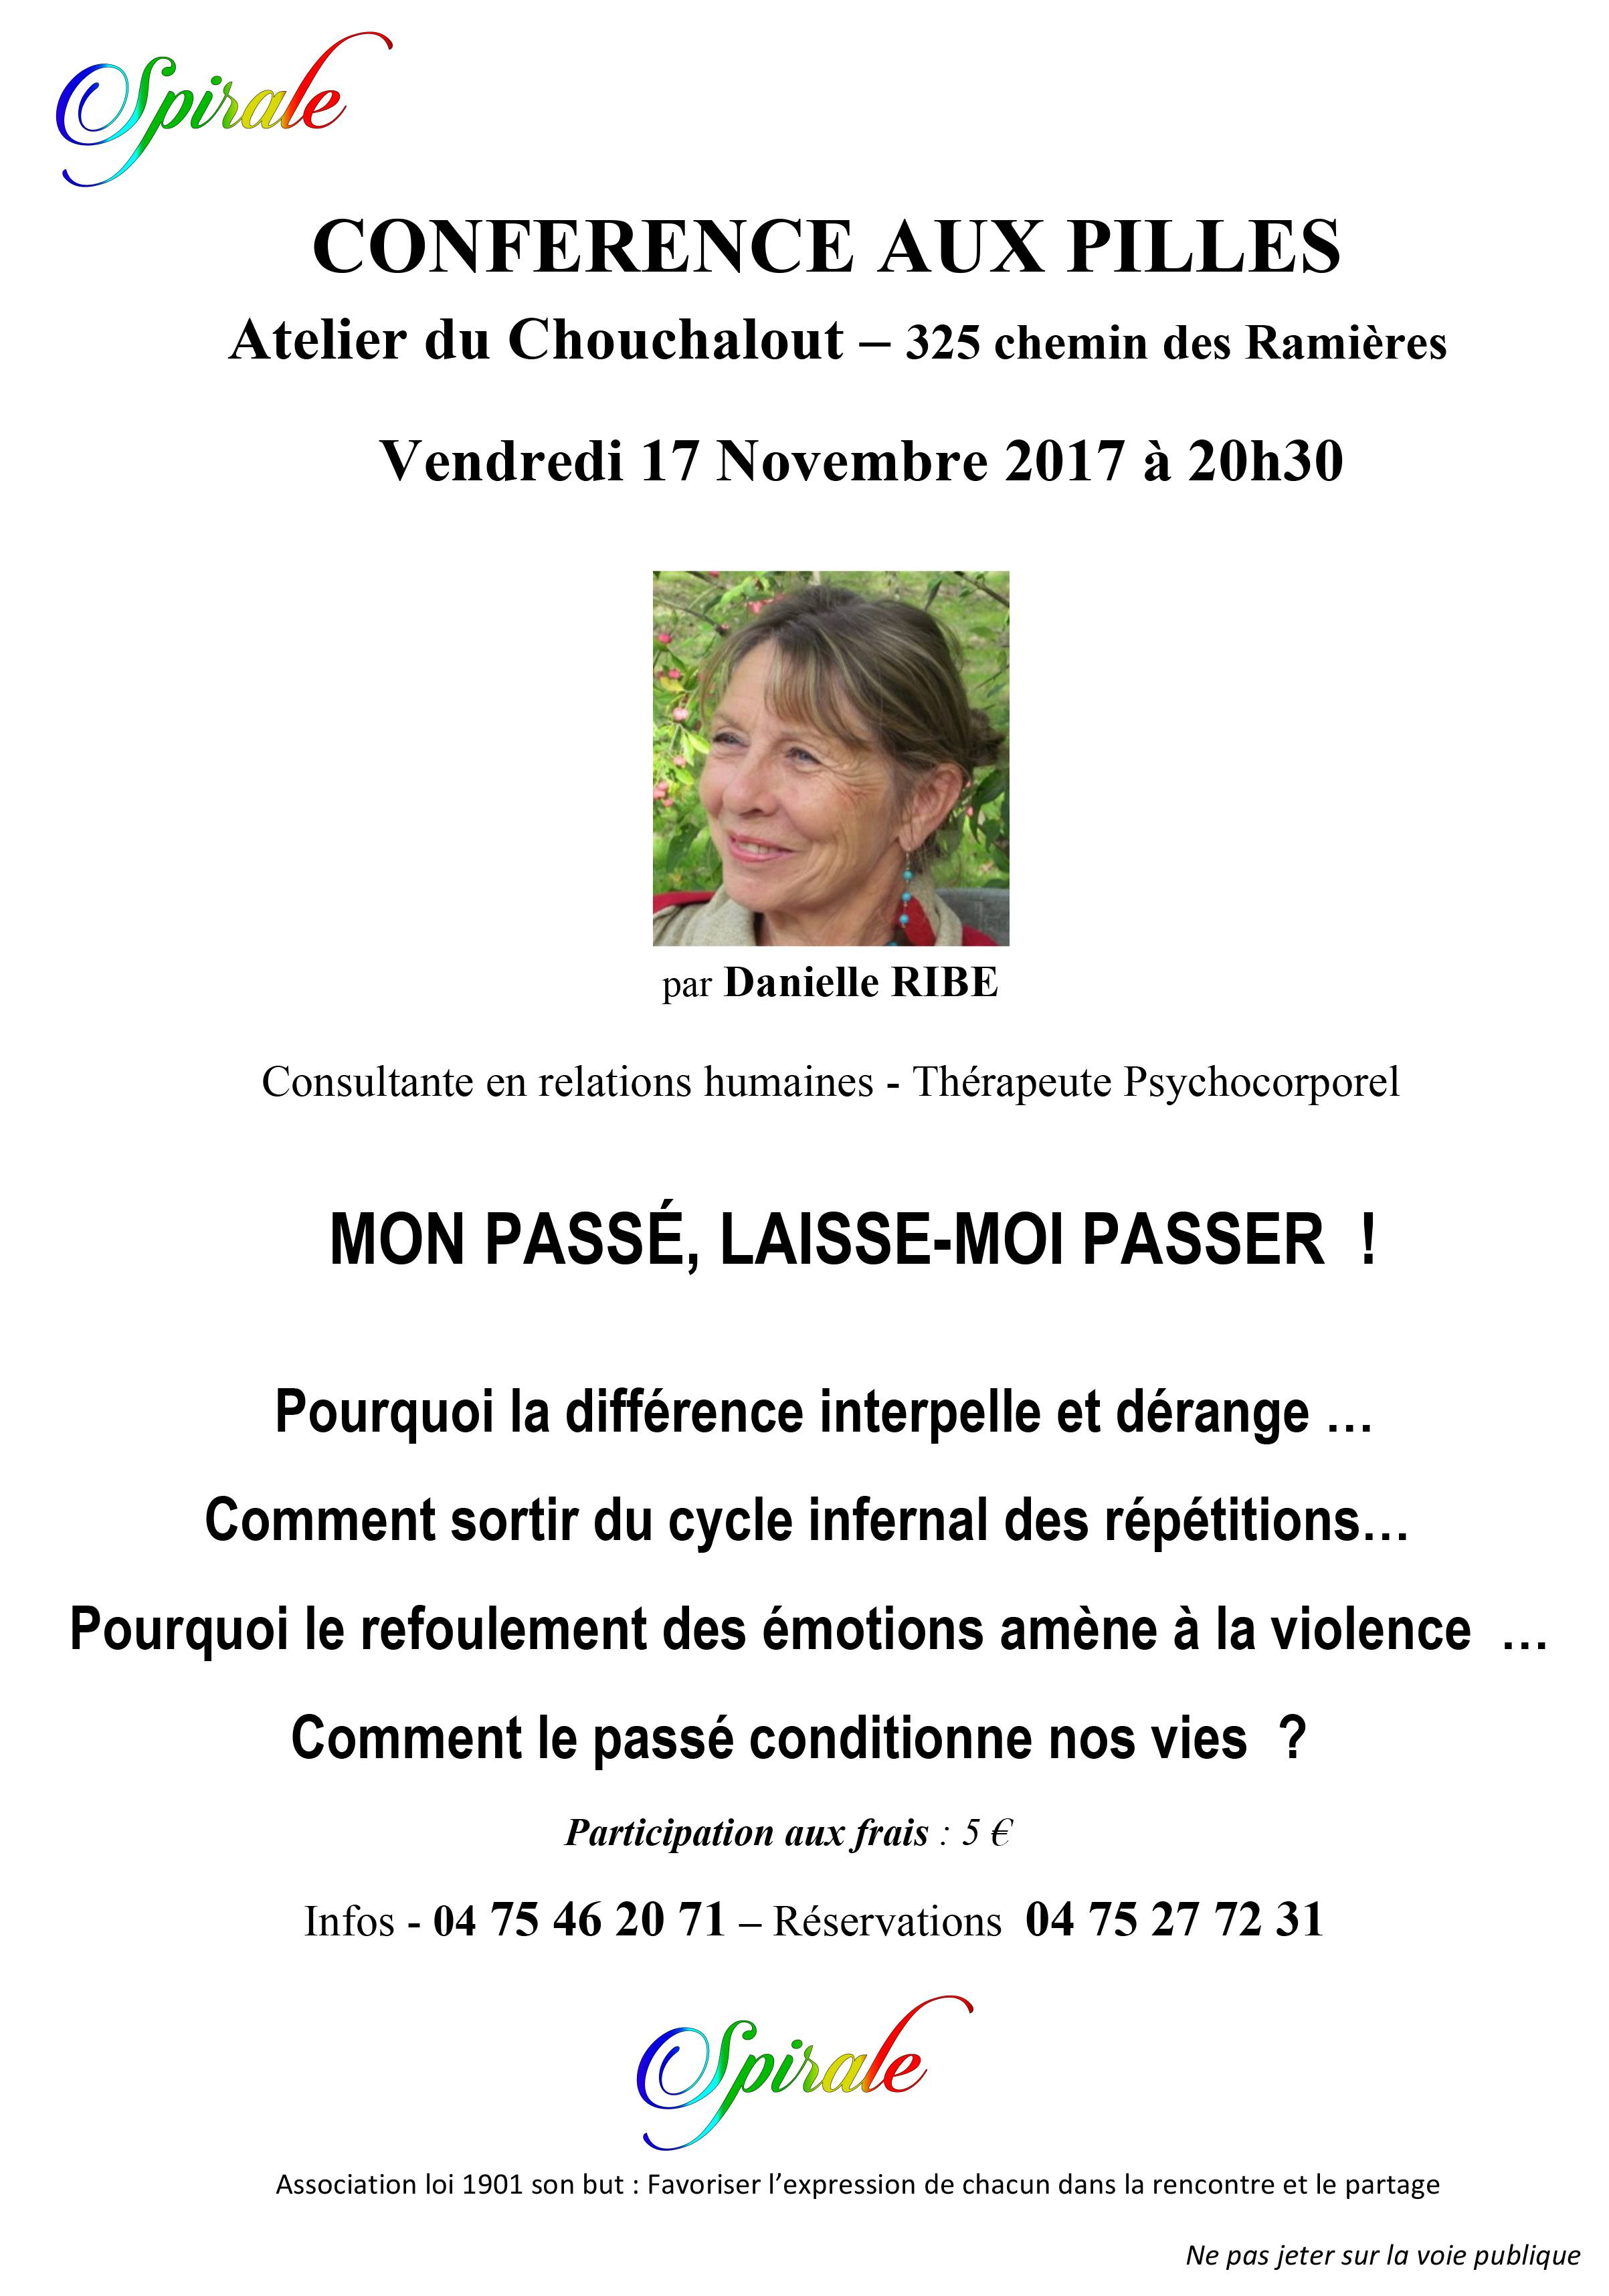 Spirale
CONFERENCE AUX PILLES
Atelier du Chouchalout – 325 chemin des Ramières
Vendredi 17 Novembre 2017 à 20h30
par Danielle RIBE
Consultante en relations humaines - Thérapeute Psychocorporel
MON PASSÉ, LAISSE-MOI PASSER !
Pourquoi la différence interpelle et dérange …
Comment sortir du cycle infernal des répétitions…
Pourquoi le refoulement des émotions amène à la violence …
Comment le passé conditionne nos vies ?
Participation aux frais : 5 €
Infos - 04 75 46 20 71 – Réservations 04 75 27 72 31
Spirale
Association loi 1901 son but : Favoriser l’expression de chacun dans la rencontre et le partage
Ne pas jeter sur la voie publique